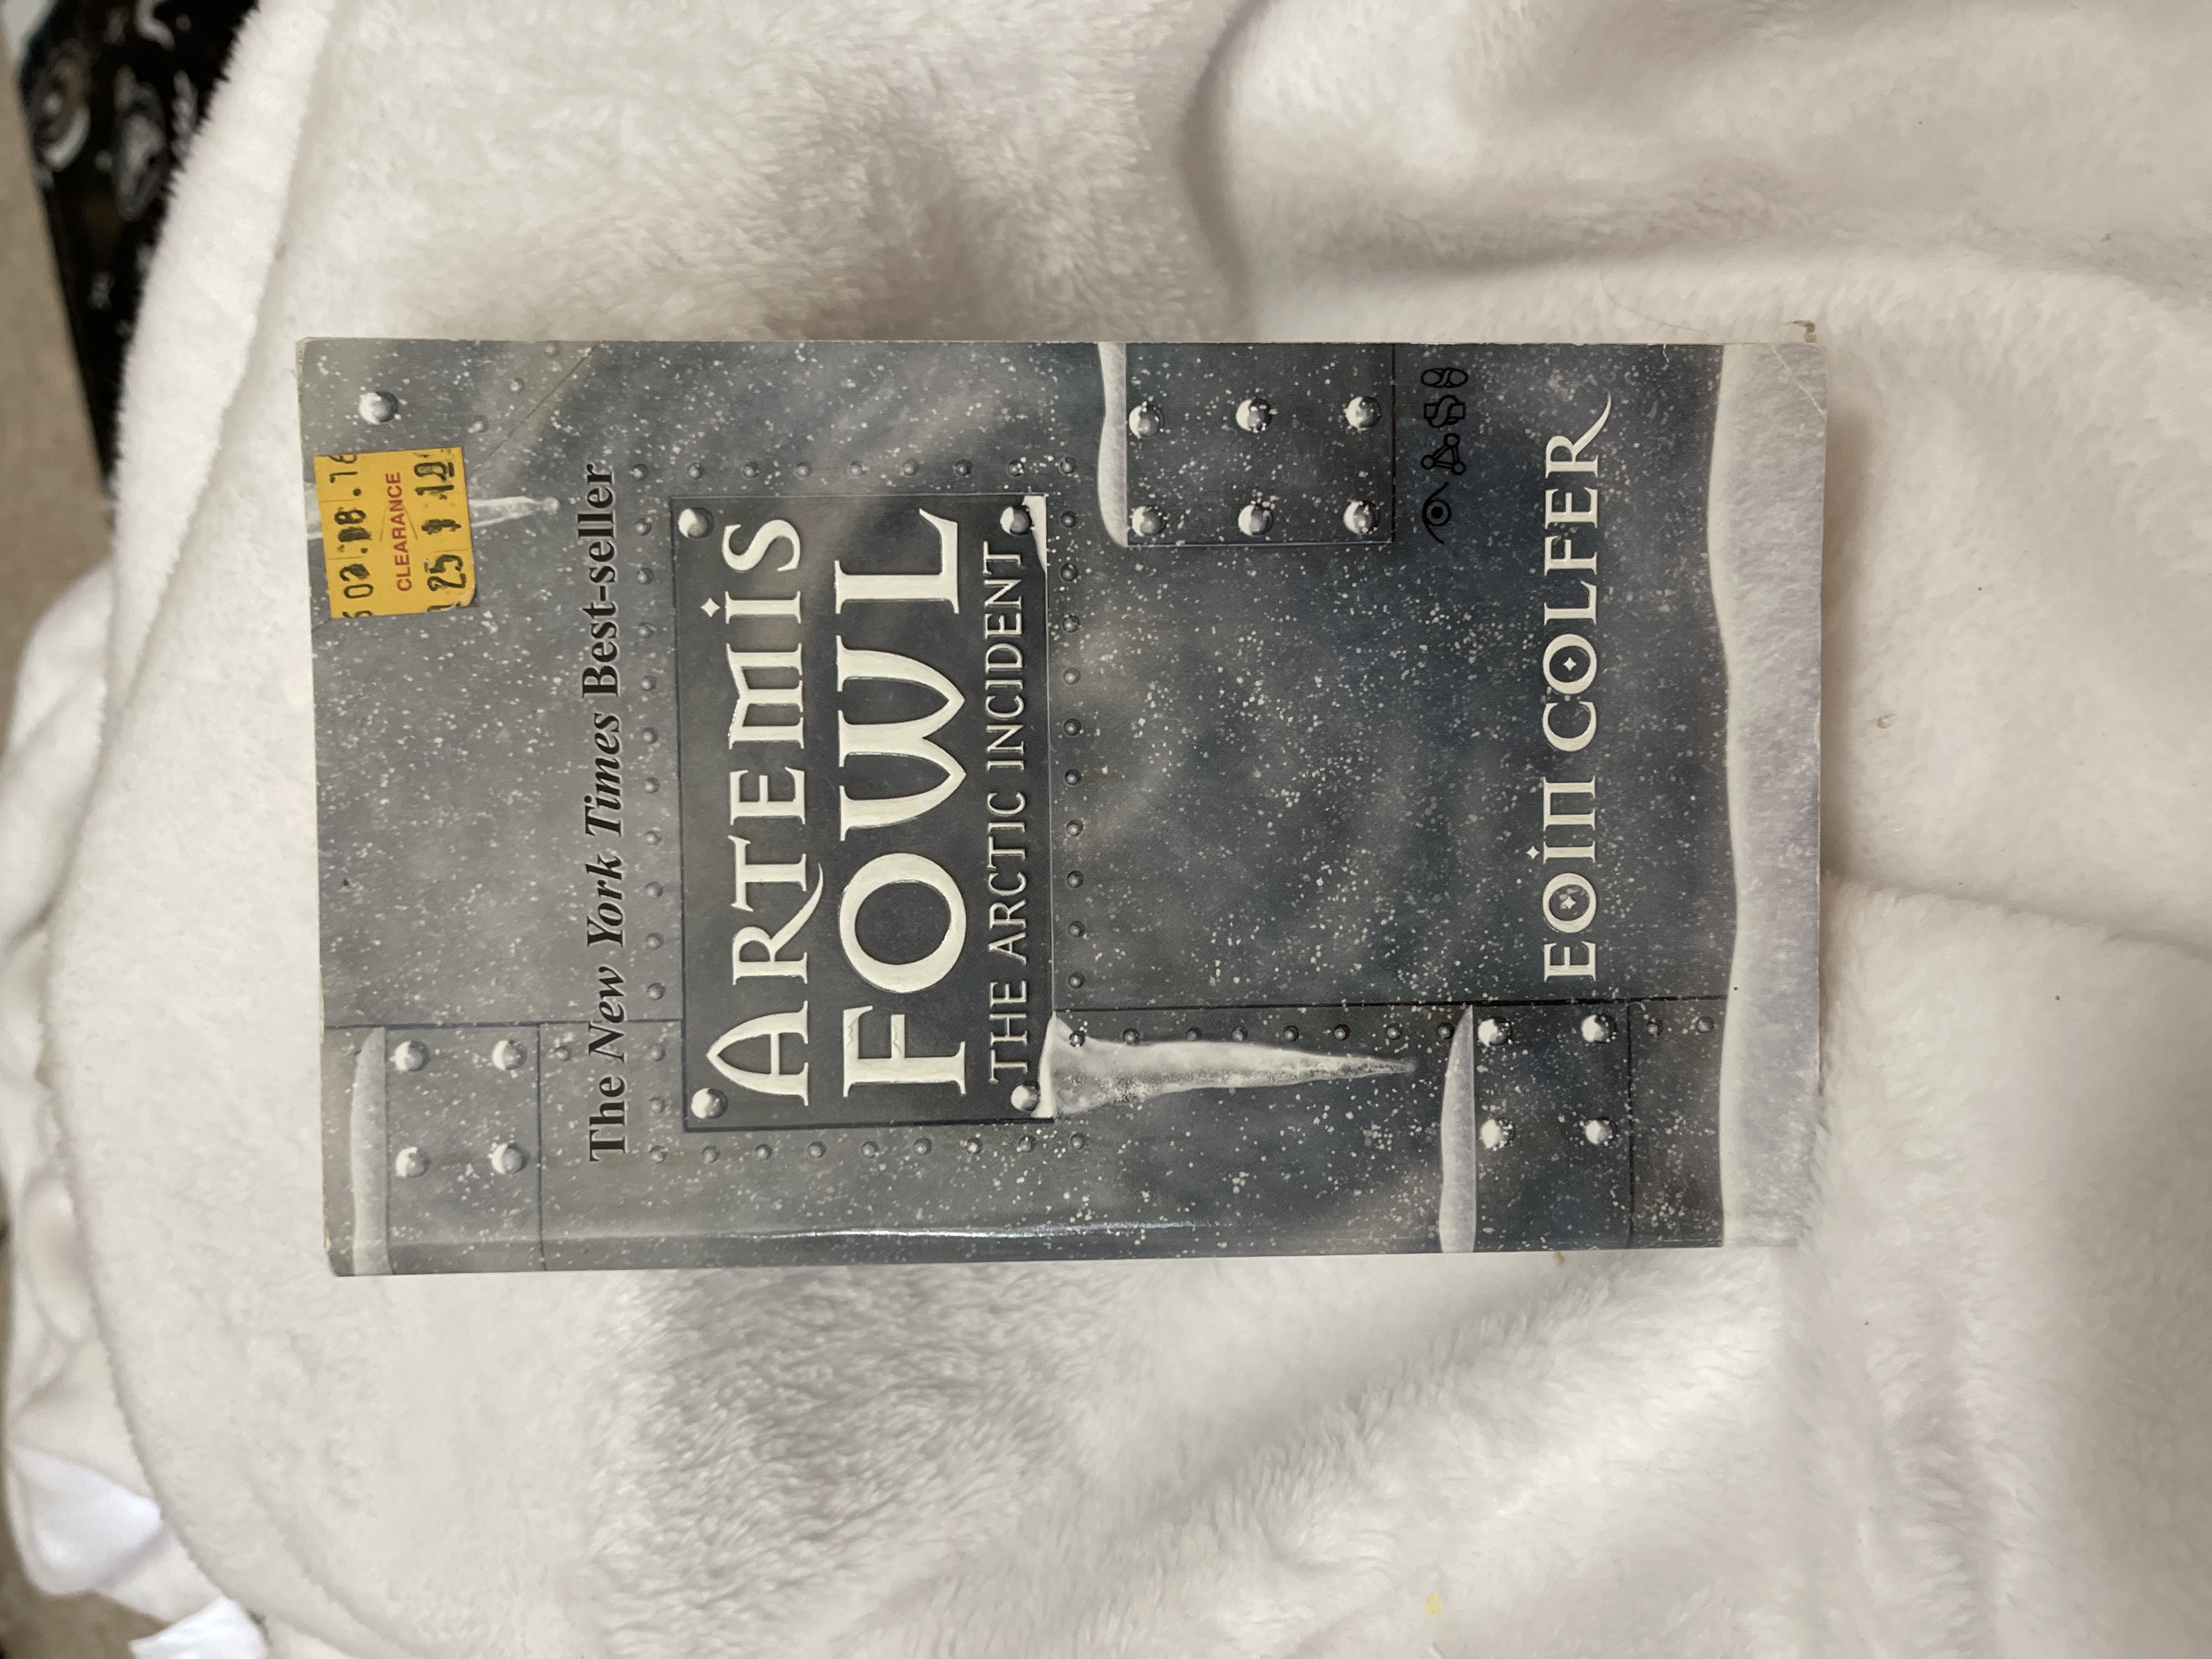 CLEARANCE
The New York Times Best-seller
ARTEMIS
FOWL
THE ARCTIC INCIDENT
EOIN COLFER